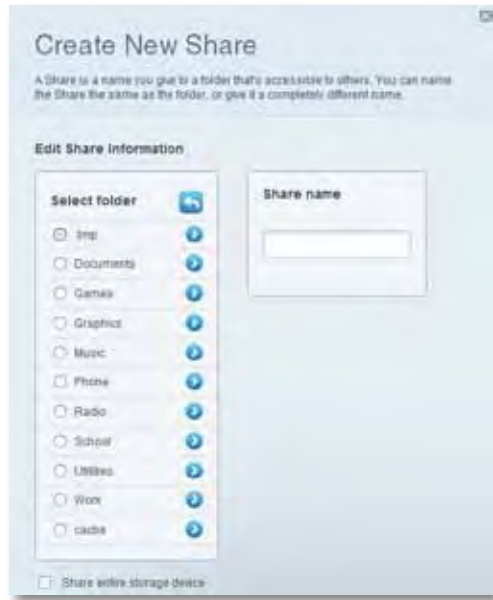 Create New Share
A Share is a name you give to a folder that's accessible to others. You can name
the Share the same as the folder, or give it a completely different name.
Edit Share Information
Select folder
tmp
Documents
Games
Graphics
Music
Phone
Radio
School
Utilities
Work
cache
Share entire storage device
Share name